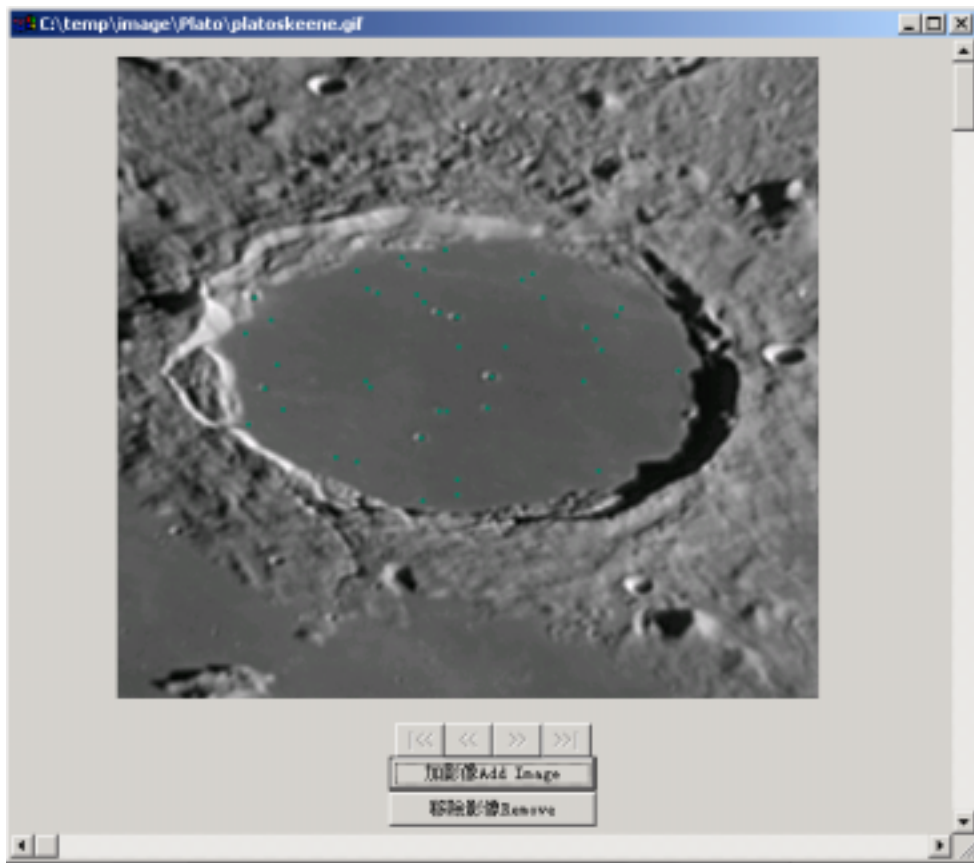 C:\temp\image\Plato\platoskeene.gif
|<< << >> >>|
加影像Add Image
移除影像Remove